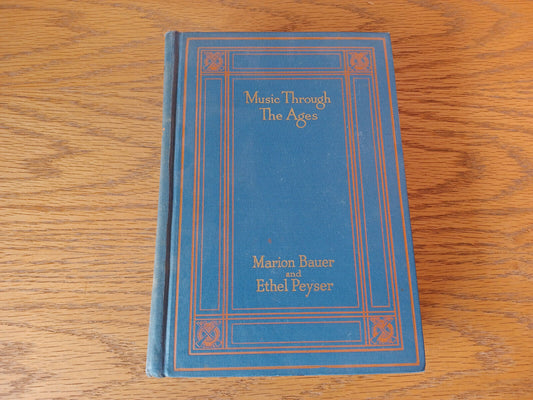 Music Through
The Ages
Marion Bauer
and
Ethel Peyser